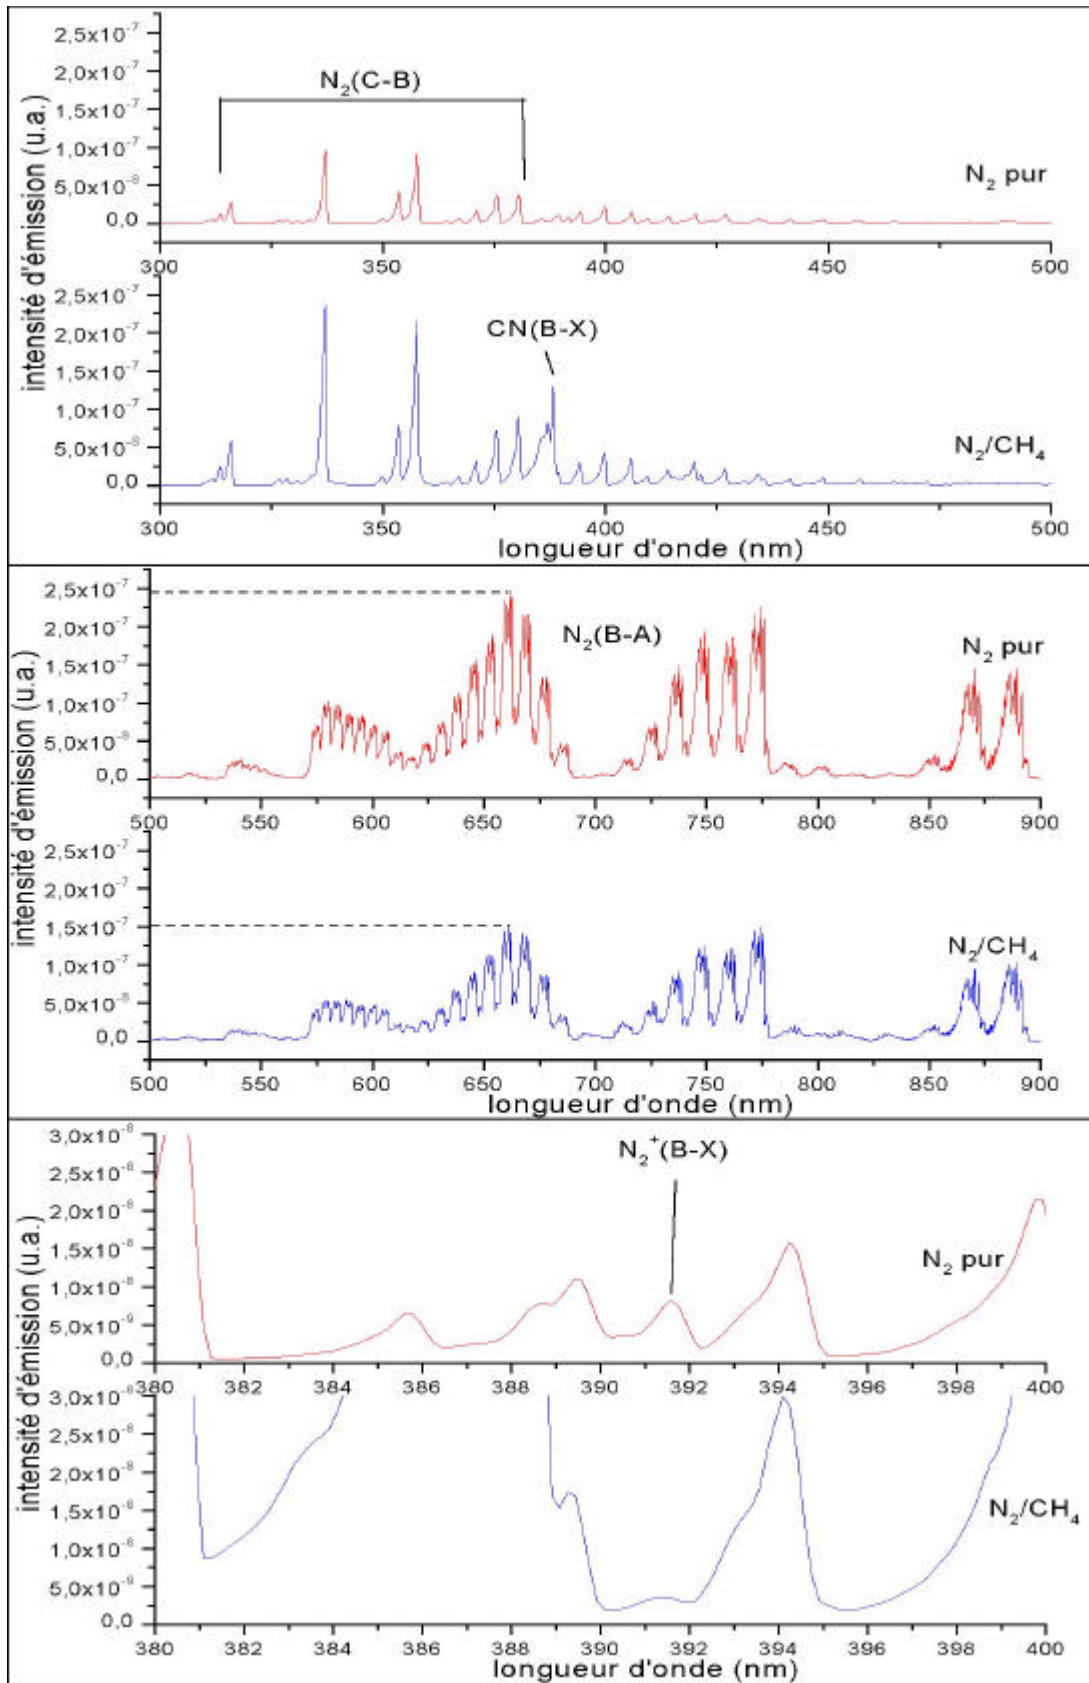 intensité d'émission (u.a.)
2,5x10⁻⁷
2,0x10⁻⁷
1,5x10⁻⁷
1,0x10⁻⁷
5,0x10⁻⁸
0,0
N₂(C-B)
N₂ pur
300 350 400 450 500
2,5x10⁻⁷
2,0x10⁻⁷
1,5x10⁻⁷
1,0x10⁻⁷
5,0x10⁻⁸
0,0
CN(B-X)
N₂/CH₄
300 350 400 450 500
longueur d'onde (nm)
intensité d'émission (u.a.)
2,5x10⁻⁷
2,0x10⁻⁷
1,5x10⁻⁷
1,0x10⁻⁷
5,0x10⁻⁸
0,0
N₂(B-A)
N₂ pur
500 550 600 650 700 750 800 850 900
2,5x10⁻⁷
2,0x10⁻⁷
1,5x10⁻⁷
1,0x10⁻⁷
5,0x10⁻⁸
0,0
N₂/CH₄
500 550 600 650 700 750 800 850 900
longueur d'onde (nm)
intensité d'émission (u.a.)
3,0x10⁻⁸
2,5x10⁻⁸
2,0x10⁻⁸
1,5x10⁻⁸
1,0x10⁻⁸
5,0x10⁻⁹
0,0
N₂⁺(B-X)
N₂ pur
380 382 384 386 388 390 392 394 396 398 400
3,0x10⁻⁸
2,5x10⁻⁸
2,0x10⁻⁸
1,5x10⁻⁸
1,0x10⁻⁸
5,0x10⁻⁹
0,0
N₂/CH₄
380 382 384 386 388 390 392 394 396 398 400
longueur d'onde (nm)